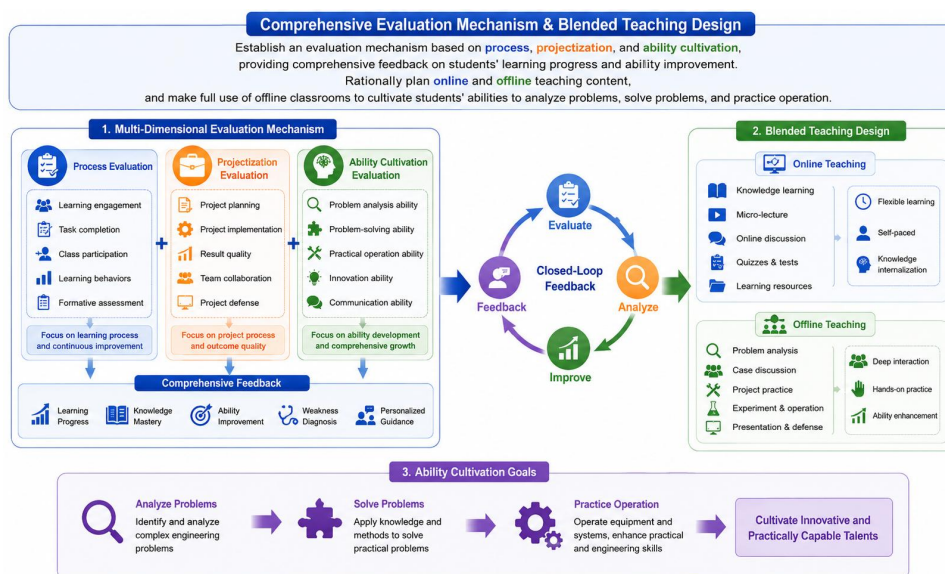 Comprehensive Evaluation Mechanism & Blended Teaching Design
Establish an evaluation mechanism based on process, projectization, and ability cultivation,
providing comprehensive feedback on students' learning progress and ability improvement.
Rationally plan online and offline teaching content,
and make full use of offline classrooms to cultivate students' abilities to analyze problems, solve problems, and practice operation.
1. Multi-Dimensional Evaluation Mechanism
Process Evaluation
Learning engagement
Task completion
Class participation
Learning behaviors
Formative assessment
Focus on learning process
and continuous improvement
+
Projectization
Evaluation
Project planning
Project implementation
Result quality
Team collaboration
Project defense
Focus on project process
and outcome quality
+
Ability Cultivation
Evaluation
Problem analysis ability
Problem-solving ability
Practical operation ability
Innovation ability
Communication ability
Focus on ability development
and comprehensive growth
Comprehensive Feedback
Learning
Progress
Knowledge
Mastery
Ability
Improvement
Weakness
Diagnosis
Personalized
Guidance
Evaluate
Closed-Loop
Feedback
Feedback
Analyze
Improve
2. Blended Teaching Design
Online Teaching
Knowledge learning
Micro-lecture
Online discussion
Quizzes & tests
Learning resources
Flexible learning
Self-paced
Knowledge
internalization
Offline Teaching
Problem analysis
Case discussion
Project practice
Experiment & operation
Presentation & defense
Deep interaction
Hands-on practice
Ability enhancement
3. Ability Cultivation Goals
Analyze Problems
Identify and analyze
complex engineering
problems
Solve Problems
Apply knowledge and
methods to solve
practical problems
Practice Operation
Operate equipment and
systems, enhance practical
and engineering skills
Cultivate Innovative and
Practically Capable Talents